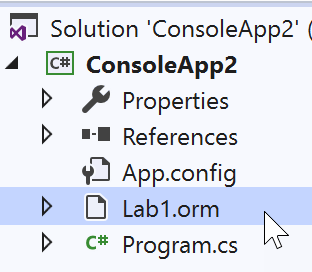 Solution 'ConsoleApp2' (
C# ConsoleApp2
Properties
References
App.config
Lab1.orm
C# Program.cs